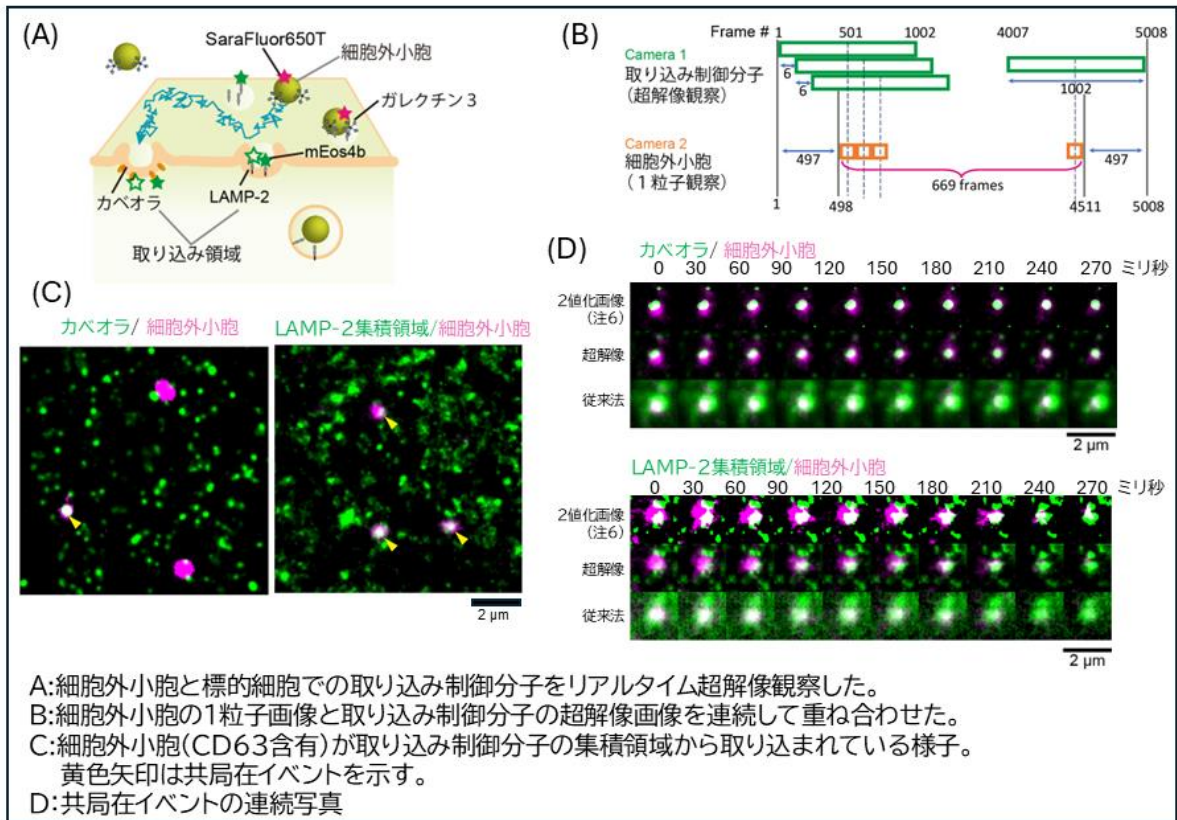 (A)
SaraFluor650T
細胞外小胞
ガレクチン3
mEos4b
カベオラ
LAMP-2
取り込み領域
(B)
Frame # 1 501 1002 4007 5008
Camera 1
取り込み制御分子
(超解像観察)
6
6
1002
Camera 2
細胞外小胞
(1粒子観察)
497
497
669 frames
1 498 4511 5008
(C)
カベオラ/ 細胞外小胞
LAMP-2集積領域/細胞外小胞
2 μm
(D)
カベオラ/ 細胞外小胞
0 30 60 90 120 150 180 210 240 270 ミリ秒
2値化画像
(注6)
超解像
従来法
2 μm
LAMP-2集積領域/細胞外小胞
0 30 60 90 120 150 180 210 240 270 ミリ秒
2値化画像
(注6)
超解像
従来法
2 μm
A:細胞外小胞と標的細胞での取り込み制御分子をリアルタイム超解像観察した。
B:細胞外小胞の1粒子画像と取り込み制御分子の超解像画像を連続して重ね合わせた。
C:細胞外小胞(CD63含有)が取り込み制御分子の集積領域から取り込まれている様子。
黄色矢印は共局在イベントを示す。
D:共局在イベントの連続写真